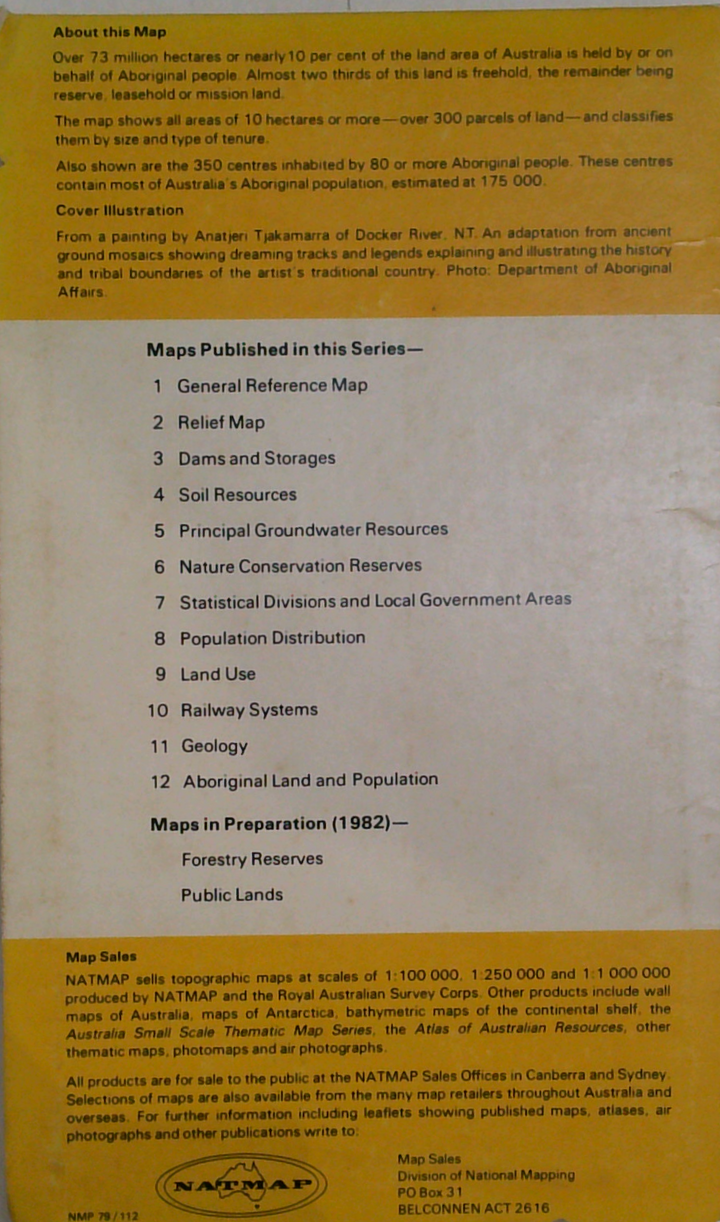 About this Map
Over 73 million hectares or nearly 10 per cent of the land area of Australia is held by or on
behalf of Aboriginal people. Almost two thirds of this land is freehold, the remainder being
reserve, leasehold or mission land.
The map shows all areas of 10 hectares or more—over 300 parcels of land—and classifies
them by size and type of tenure.
Also shown are the 350 centres inhabited by 80 or more Aboriginal people. These centres
contain most of Australia's Aboriginal population, estimated at 175 000.
Cover Illustration
From a painting by Anatjeri Tjakamarra of Docker River, N.T. An adaptation from ancient
ground mosaics showing dreaming tracks and legends explaining and illustrating the history
and tribal boundaries of the artist's traditional country. Photo: Department of Aboriginal
Affairs.
Maps Published in this Series—
1 General Reference Map
2 Relief Map
3 Dams and Storages
4 Soil Resources
5 Principal Groundwater Resources
6 Nature Conservation Reserves
7 Statistical Divisions and Local Government Areas
8 Population Distribution
9 Land Use
10 Railway Systems
11 Geology
12 Aboriginal Land and Population
Maps in Preparation (1982)—
Forestry Reserves
Public Lands
Map Sales
NATMAP sells topographic maps at scales of 1:100 000, 1:250 000 and 1:1 000 000
produced by NATMAP and the Royal Australian Survey Corps. Other products include wall
maps of Australia, maps of Antarctica, bathymetric maps of the continental shelf, the
Australia Small Scale Thematic Map Series, the Atlas of Australian Resources, other
thematic maps, photomaps and air photographs.
All products are for sale to the public at the NATMAP Sales Offices in Canberra and Sydney.
Selections of maps are also available from the many map retailers throughout Australia and
overseas. For further information including leaflets showing published maps, atlases, air
photographs and other publications write to:
NATMAP
Map Sales
Division of National Mapping
PO Box 31
BELCONNEN ACT 2616
NMP 79/112